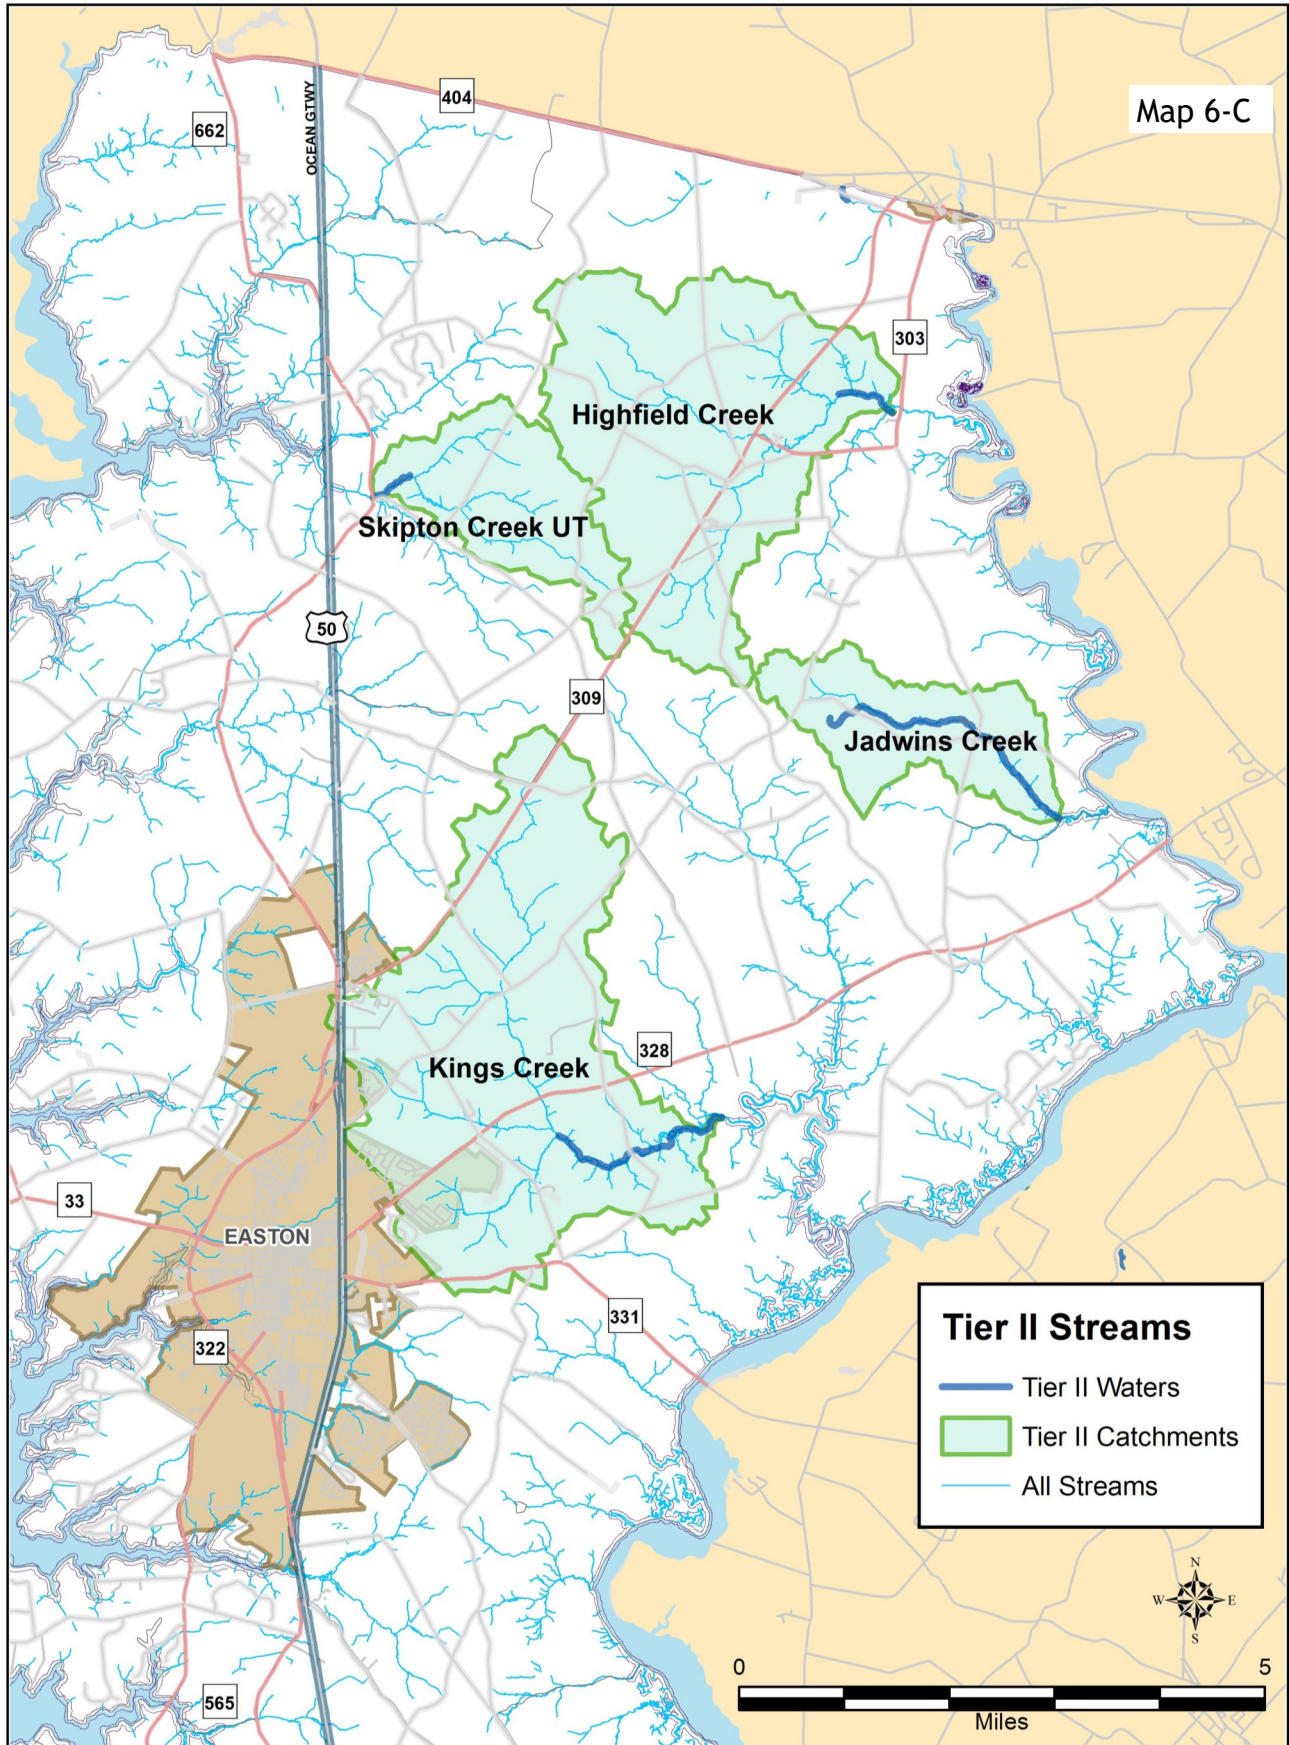 Map 6-C
404
662
OCEAN GTWY
303
Highfield Creek
Skipton Creek UT
50
309
Jadwins Creek
328
Kings Creek
33
EASTON
331
322
565
Tier II Streams
Tier II Waters
Tier II Catchments
All Streams
N
W E
S
0 5
Miles